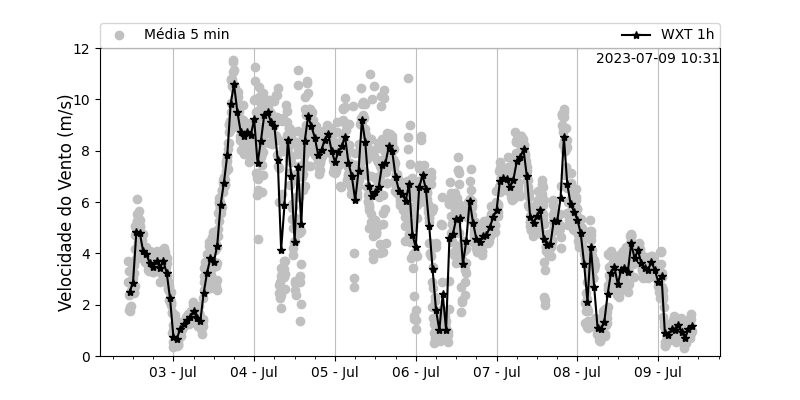 Média 5 min
WXT 1h
2023-07-09 10:31
Velocidade do Vento (m/s)
12
10
8
6
4
2
0
03 - Jul
04 - Jul
05 - Jul
06 - Jul
07 - Jul
08 - Jul
09 - Jul